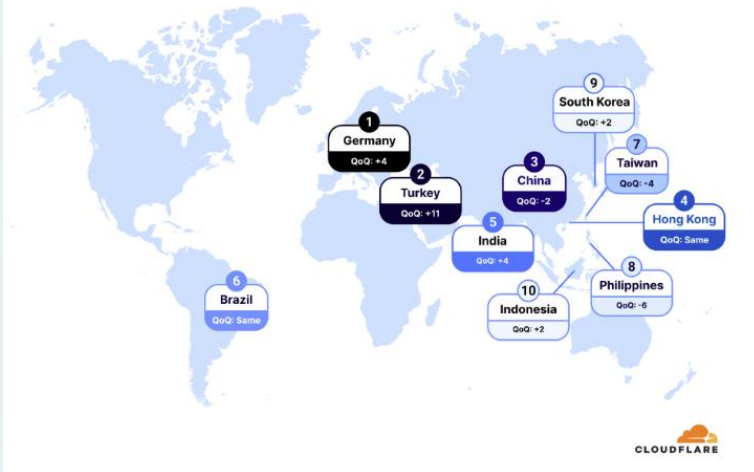 1
Germany
QoQ: +4
2
Turkey
QoQ: +11
3
China
QoQ: -2
4
Hong Kong
QoQ: Same
5
India
QoQ: +4
6
Brazil
QoQ: Same
7
Taiwan
QoQ: -4
8
Philippines
QoQ: -6
9
South Korea
QoQ: +2
10
Indonesia
QoQ: +2
CLOUDFLARE